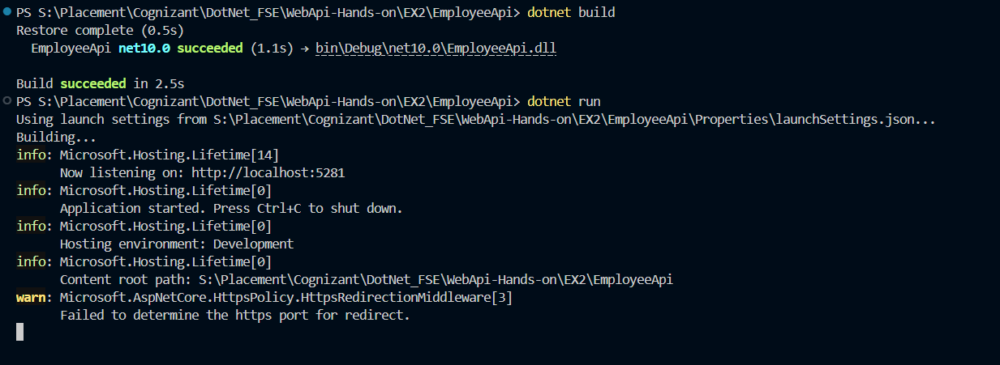 PS S:\Placement\Cognizant\DotNet_FSE\WebApi-Hands-on\EX2\EmployeeApi> dotnet build
Restore complete (0.5s)
  EmployeeApi net10.0 succeeded (1.1s) → bin\Debug\net10.0\EmployeeApi.dll

Build succeeded in 2.5s
PS S:\Placement\Cognizant\DotNet_FSE\WebApi-Hands-on\EX2\EmployeeApi> dotnet run
Using launch settings from S:\Placement\Cognizant\DotNet_FSE\WebApi-Hands-on\EX2\EmployeeApi\Properties\launchSettings.json...
Building...
info: Microsoft.Hosting.Lifetime[14]
      Now listening on: http://localhost:5281
info: Microsoft.Hosting.Lifetime[0]
      Application started. Press Ctrl+C to shut down.
info: Microsoft.Hosting.Lifetime[0]
      Hosting environment: Development
info: Microsoft.Hosting.Lifetime[0]
      Content root path: S:\Placement\Cognizant\DotNet_FSE\WebApi-Hands-on\EX2\EmployeeApi
warn: Microsoft.AspNetCore.HttpsPolicy.HttpsRedirectionMiddleware[3]
      Failed to determine the https port for redirect.